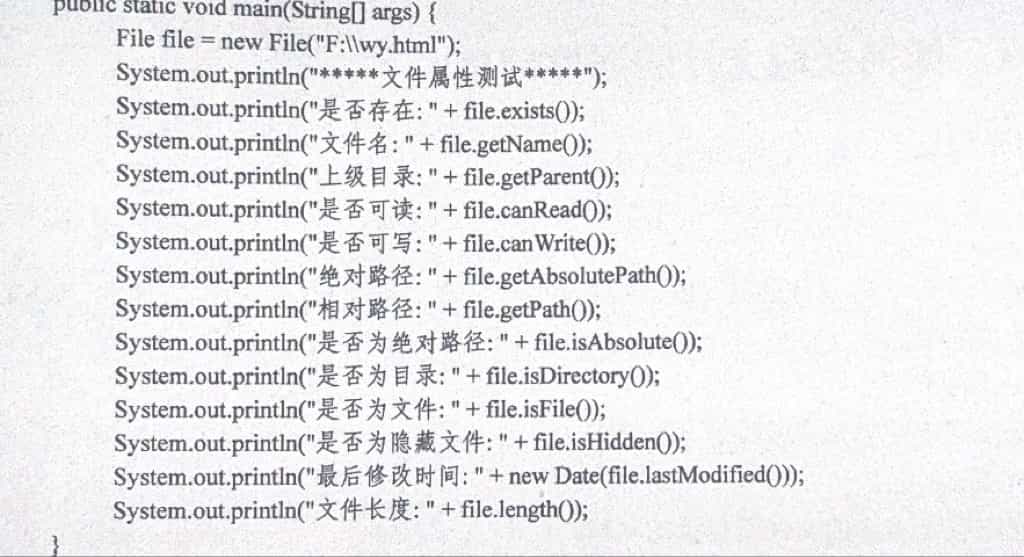 public static void main(String[] args) {
File file = new File("F:\\wy.html");
System.out.println("*****文件属性测试*****");
System.out.println("是否存在: " + file.exists());
System.out.println("文件名: " + file.getName());
System.out.println("上级目录: " + file.getParent());
System.out.println("是否可读: " + file.canRead());
System.out.println("是否可写: " + file.canWrite());
System.out.println("绝对路径: " + file.getAbsolutePath());
System.out.println("相对路径: " + file.getPath());
System.out.println("是否为绝对路径: " + file.isAbsolute());
System.out.println("是否为目录: " + file.isDirectory());
System.out.println("是否为文件: " + file.isFile());
System.out.println("是否为隐藏文件: " + file.isHidden());
System.out.println("最后修改时间: " + new Date(file.lastModified()));
System.out.println("文件长度: " + file.length());
}